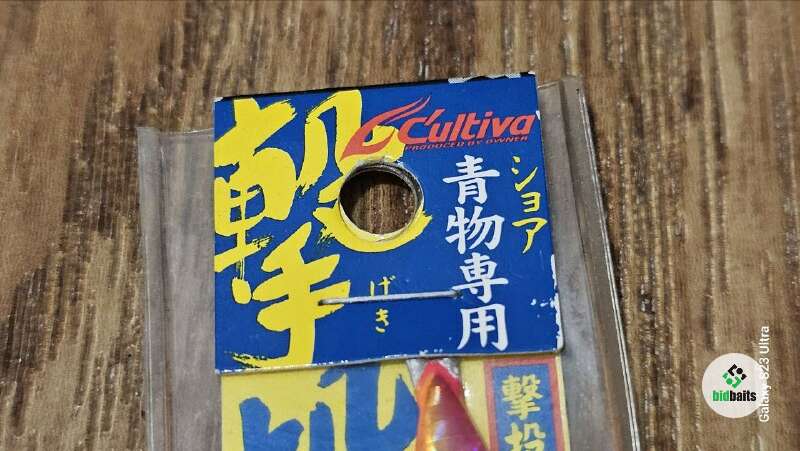 C'ultiva
PRODUCED BY OWNER
撃
げき
ショア
青物専用
撃投
bidbaits
Galaxy S23 Ultra